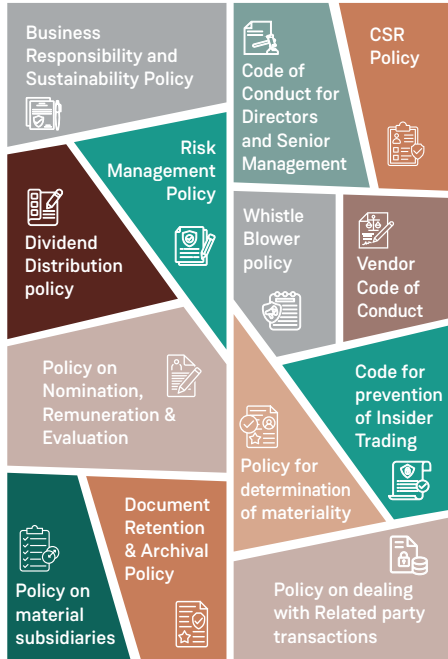 Business
Responsibility and
Sustainability Policy
Risk
Management
Policy
Dividend
Distribution
policy
Policy on
Nomination,
Remuneration &
Evaluation
Document
Retention
& Archival
Policy
Policy on
material
subsidiaries
Code of
Conduct for
Directors
and Senior
Management
CSR
Policy
Whistle
Blower
policy
Vendor
Code of
Conduct
Code for
prevention
of Insider
Trading
Policy for
determination
of materiality
Policy on dealing
with Related party
transactions